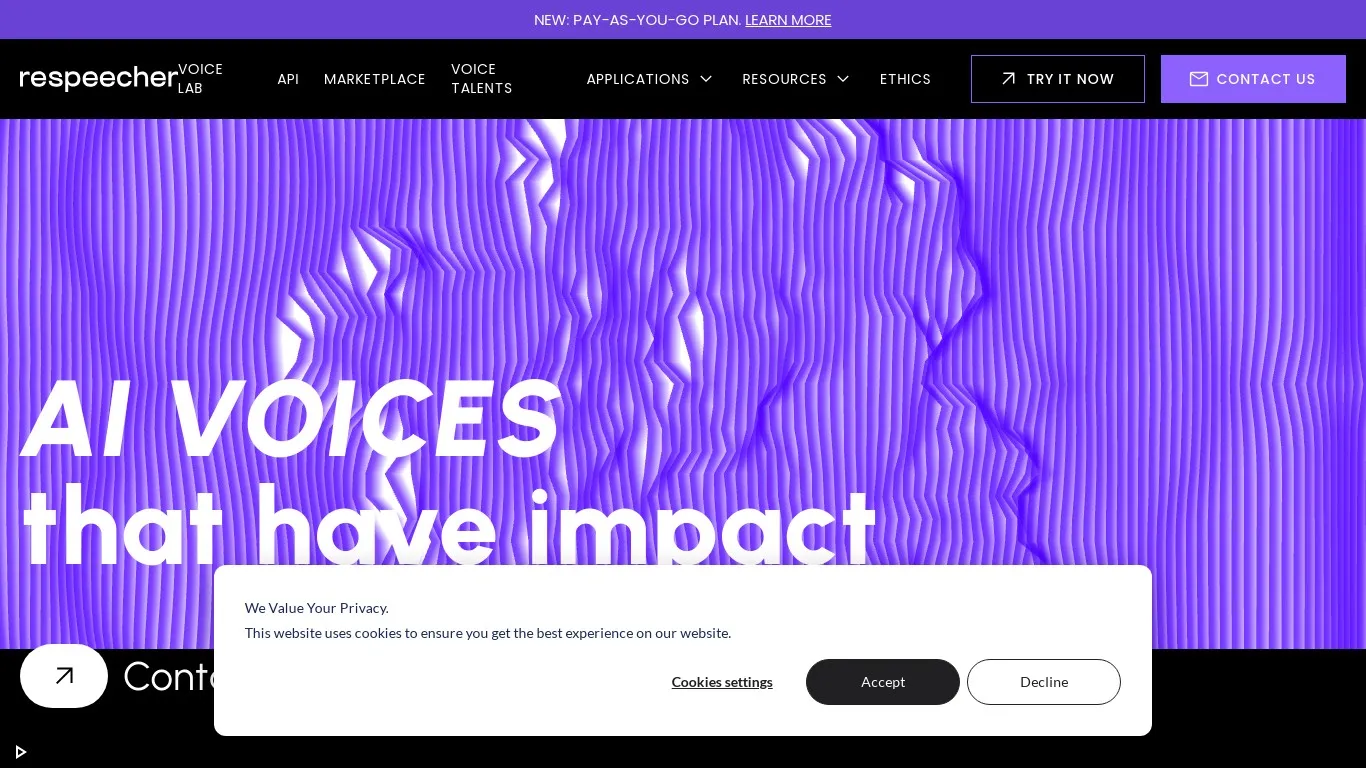 NEW: PAY-AS-YOU-GO PLAN. LEARN MORE
respeecher
VOICE LAB
API
MARKETPLACE
VOICE TALENTS
APPLICATIONS
RESOURCES
ETHICS
TRY IT NOW
CONTACT US
AI VOICES
that have impact
We Value Your Privacy.
This website uses cookies to ensure you get the best experience on our website.
Cookies settings
Accept
Decline